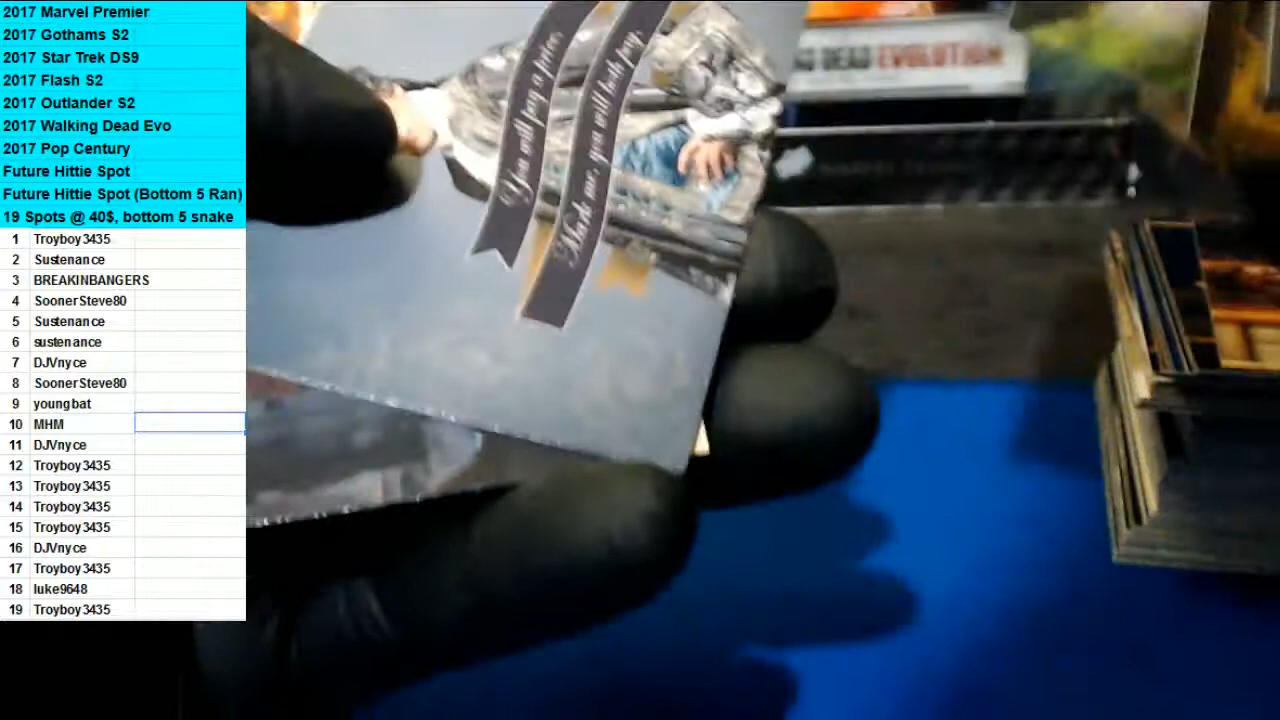 2017 Marvel Premier
2017 Gothams S2
2017 Star Trek DS9
2017 Flash S2
2017 Outlander S2
2017 Walking Dead Evo
2017 Pop Century
Future Hittie Spot
Future Hittie Spot (Bottom 5 Ran)
19 Spots @ 40$, bottom 5 snake
1 Troyboy3435
2 Sustenance
3 BREAKINBANGERS
4 SoonerSteve80
5 Sustenance
6 sustenance
7 DJVnyce
8 SoonerSteve80
9 youngbat
10 MHM
11 DJVnyce
12 Troyboy3435
13 Troyboy3435
14 Troyboy3435
15 Troyboy3435
16 DJVnyce
17 Troyboy3435
18 luke9648
19 Troyboy3435
You will pay a price,
Mark me, you will both pay.
DEAD EVOLUTION